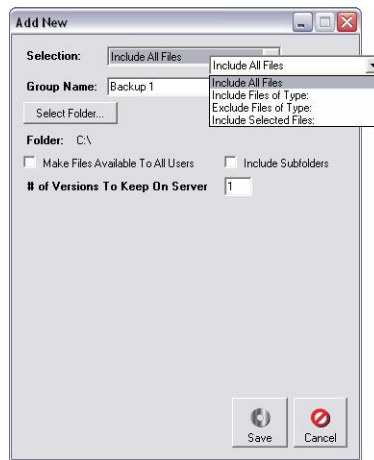 Add New
Selection: Include All Files
Include All Files
Include All Files
Include Files of Type:
Exclude Files of Type:
Include Selected Files:
Group Name: Backup 1
Select Folder...
Folder: C:\
Make Files Available To All Users Include Subfolders
# of Versions To Keep On Server 1
Save Cancel